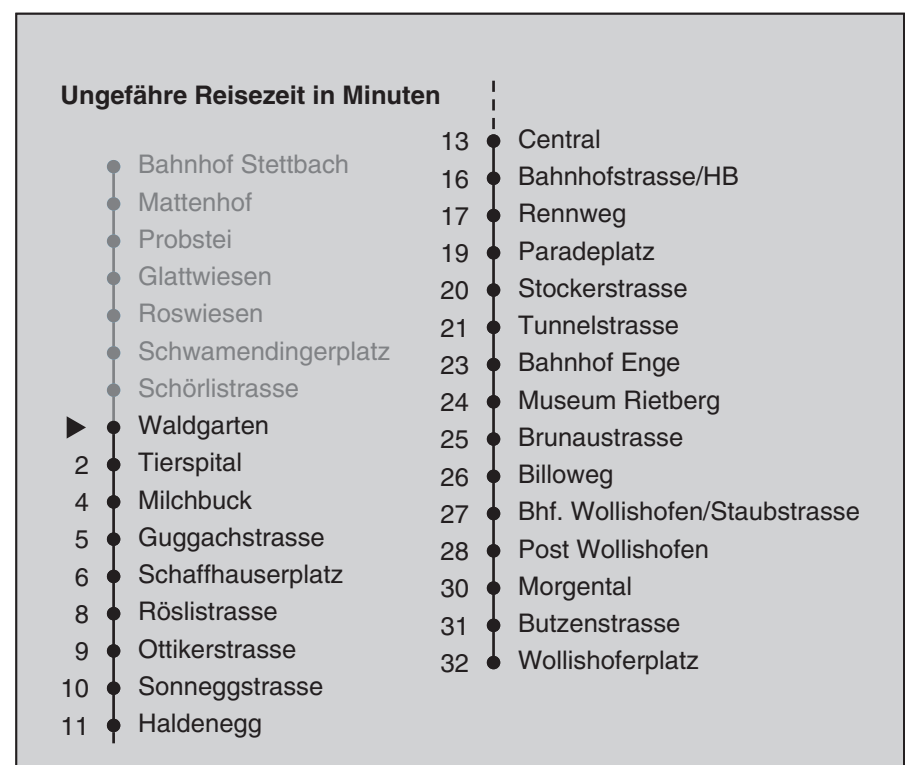 Ungefähre Reisezeit in Minuten
Bahnhof Stettbach
Mattenhof
Probstei
Glattwiesen
Roswiesen
Schwamendingerplatz
Schörlistrasse
Waldgarten
2 Tierspital
4 Milchbuck
5 Guggachstrasse
6 Schaffhauserplatz
8 Röslistrasse
9 Ottikerstrasse
10 Sonneggstrasse
11 Haldenegg
13 Central
16 Bahnhofstrasse/HB
17 Rennweg
19 Paradeplatz
20 Stockerstrasse
21 Tunnelstrasse
23 Bahnhof Enge
24 Museum Rietberg
25 Brunaustrasse
26 Billoweg
27 Bhf. Wollishofen/Staubstrasse
28 Post Wollishofen
30 Morgental
31 Butzenstrasse
32 Wollishoferplatz